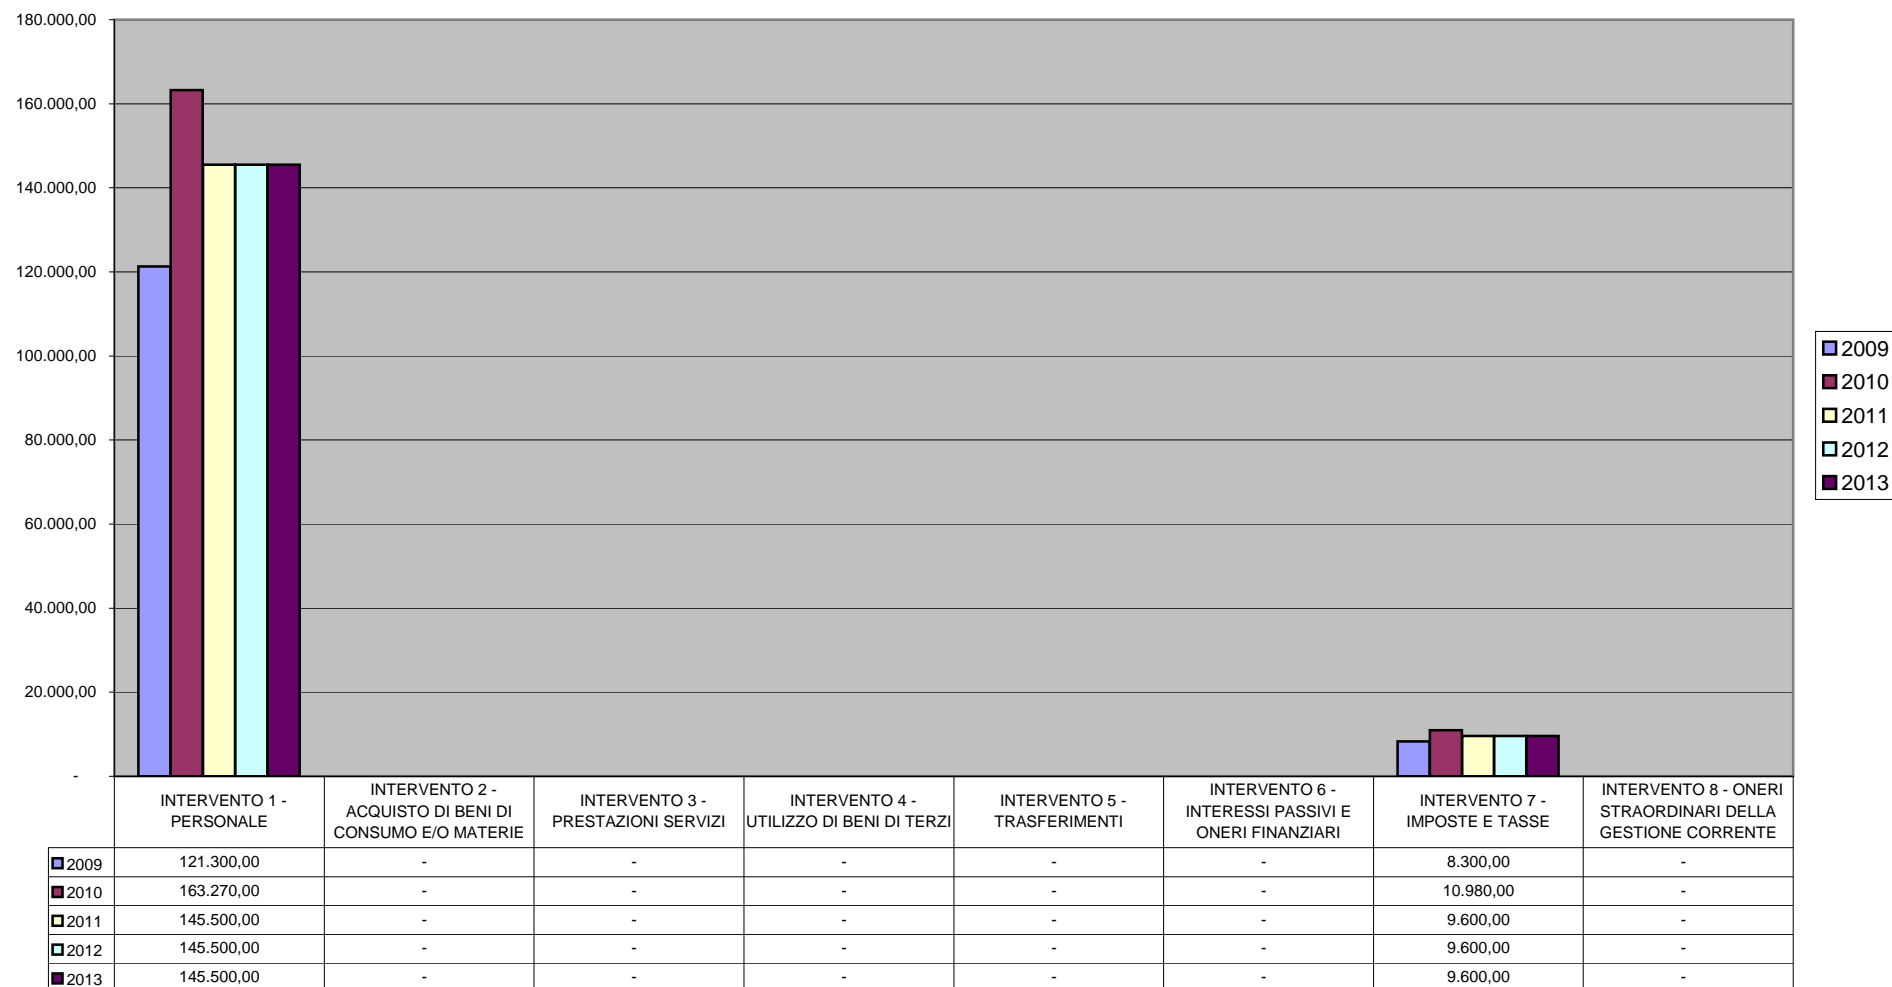 180.000,00
160.000,00
140.000,00
120.000,00
100.000,00
80.000,00
60.000,00
40.000,00
20.000,00
-
2009
2010
2011
2012
2013
INTERVENTO 1 -
PERSONALE
INTERVENTO 2 -
ACQUISTO DI BENI DI
CONSUMO E/O MATERIE
INTERVENTO 3 -
PRESTAZIONI SERVIZI
INTERVENTO 4 -
UTILIZZO DI BENI DI TERZI
INTERVENTO 5 -
TRASFERIMENTI
INTERVENTO 6 -
INTERESSI PASSIVI E
ONERI FINANZIARI
INTERVENTO 7 -
IMPOSTE E TASSE
INTERVENTO 8 - ONERI
STRAORDINARI DELLA
GESTIONE CORRENTE
2009 121.300,00 - - - - - 8.300,00 -
2010 163.270,00 - - - - - 10.980,00 -
2011 145.500,00 - - - - - 9.600,00 -
2012 145.500,00 - - - - - 9.600,00 -
2013 145.500,00 - - - - - 9.600,00 -